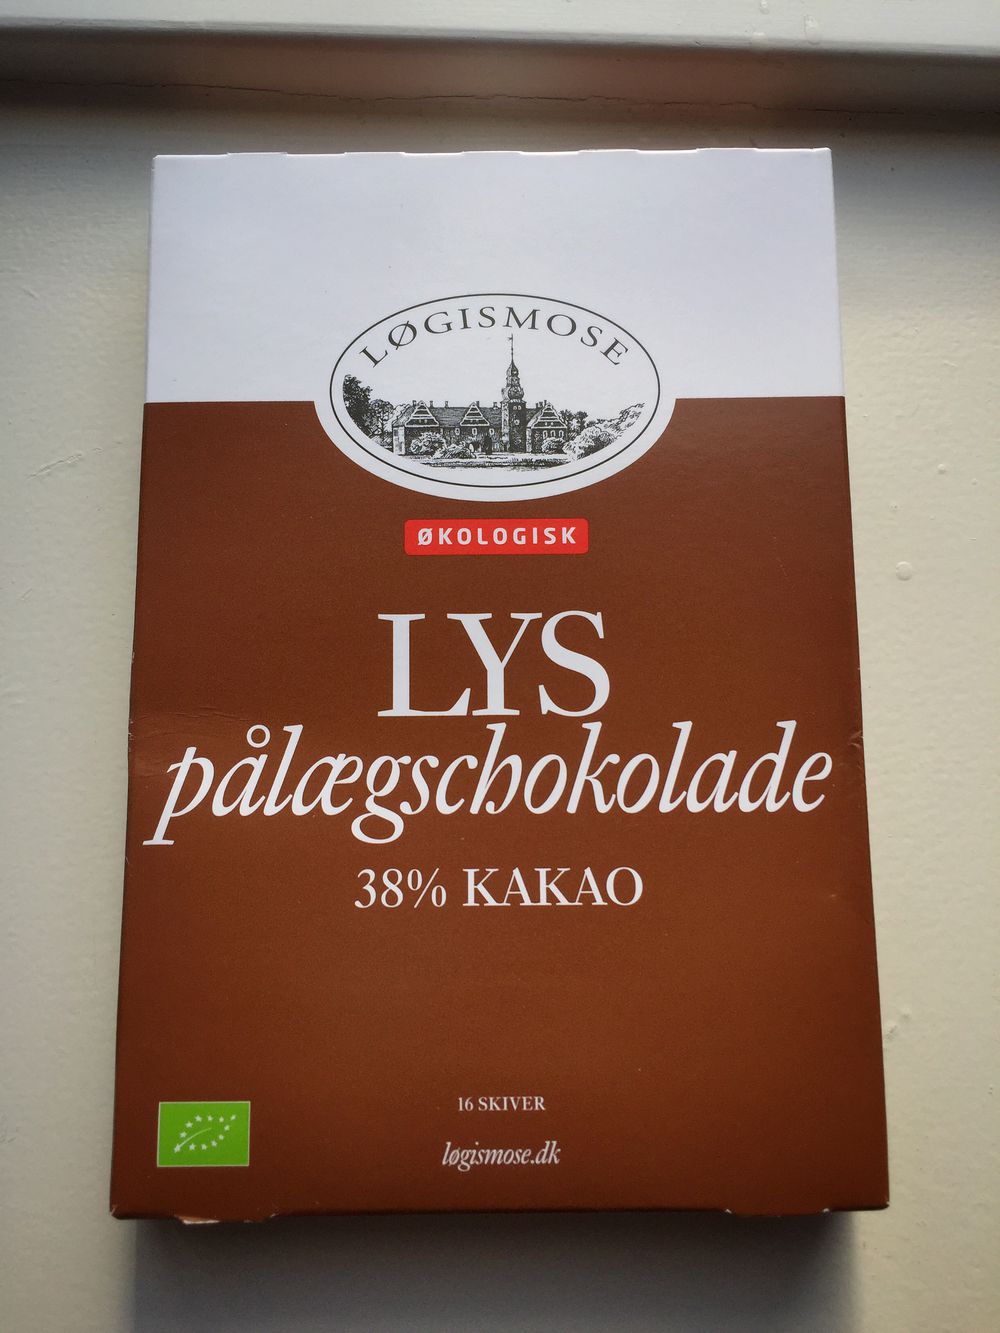 LØGISMOSE
ØKOLOGISK
LYS
pålægschokolade
38% KAKAO
16 SKIVER
løgismose.dk